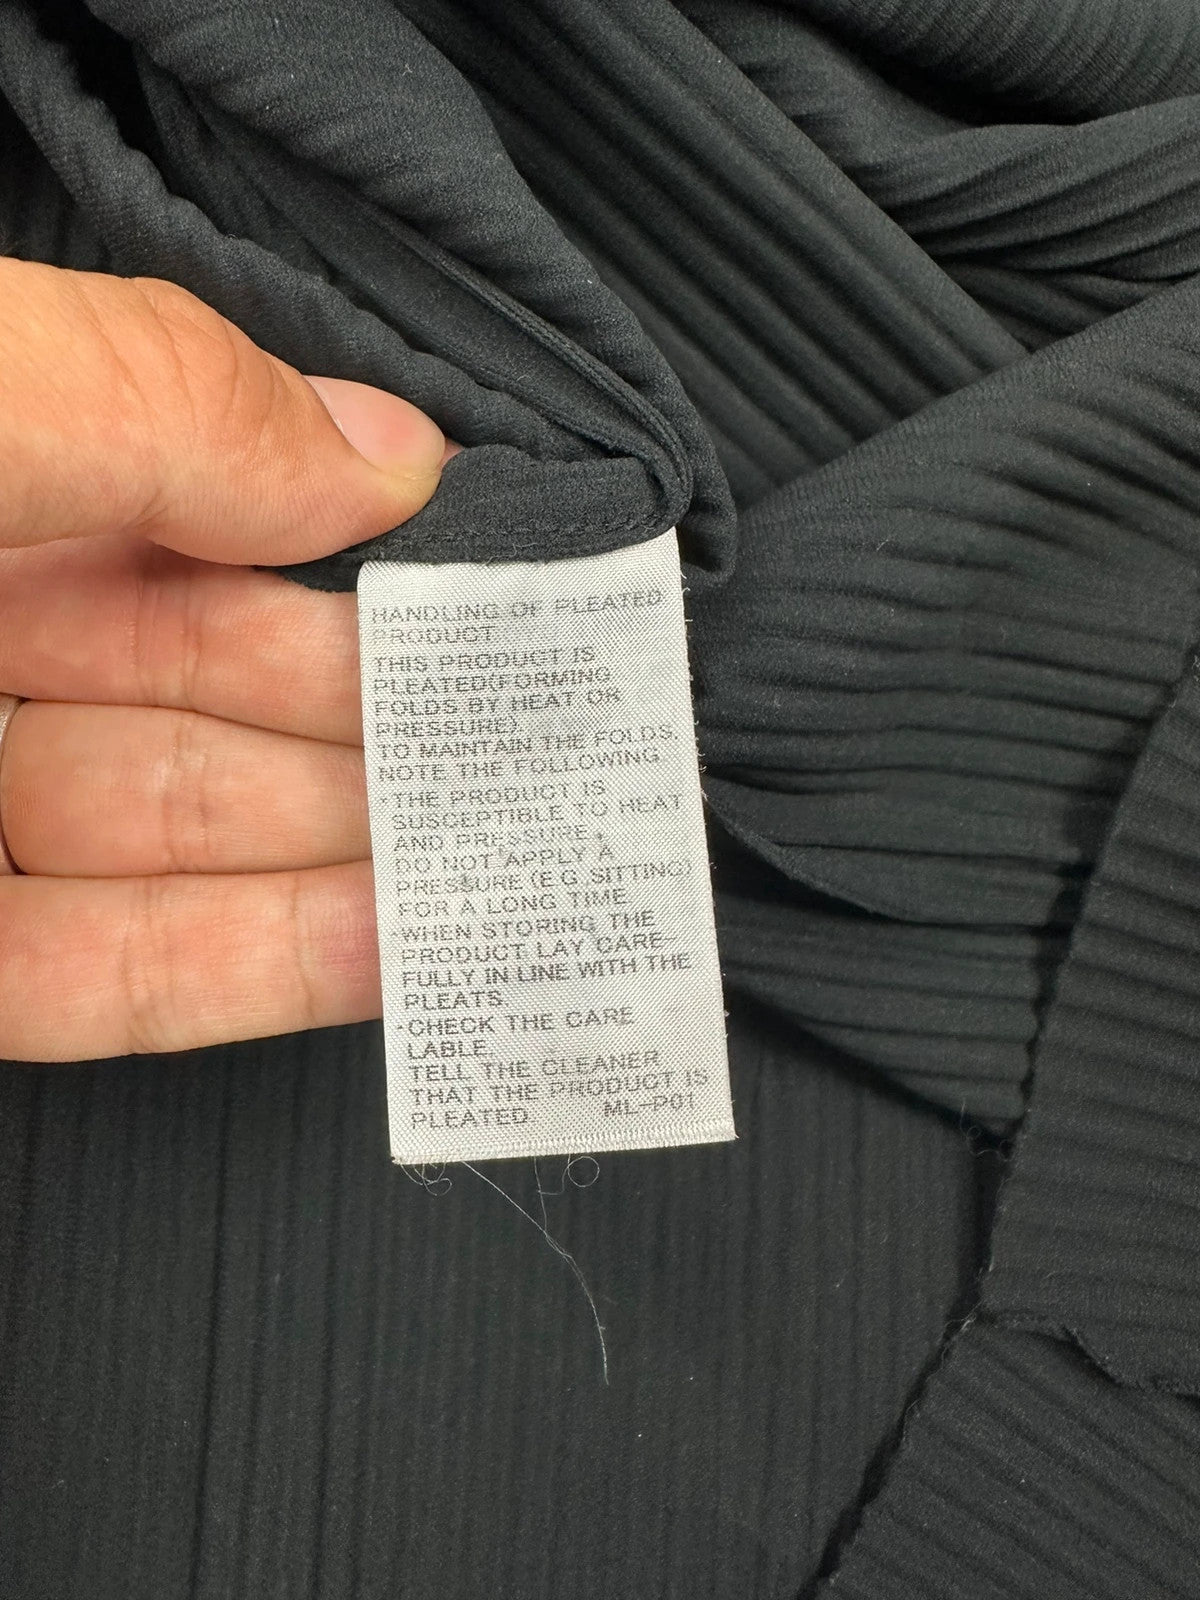 HANDLING OF PLEATED
PRODUCT
THIS PRODUCT IS
PLEATED(FORMING
FOLDS BY HEAT OR
PRESSURE)
TO MAINTAIN THE FOLDS,
NOTE THE FOLLOWING.
・THE PRODUCT IS
SUSCEPTIBLE TO HEAT
AND PRESSURE.
DO NOT APPLY A
PRESSURE (E.G.SITTING)
FOR A LONG TIME.
・WHEN STORING THE
PRODUCT LAY CARE-
FULLY IN LINE WITH THE
PLEATS.
・CHECK THE CARE
LABLE.
TELL THE CLEANER
THAT THE PRODUCT IS
PLEATED. ML-P01